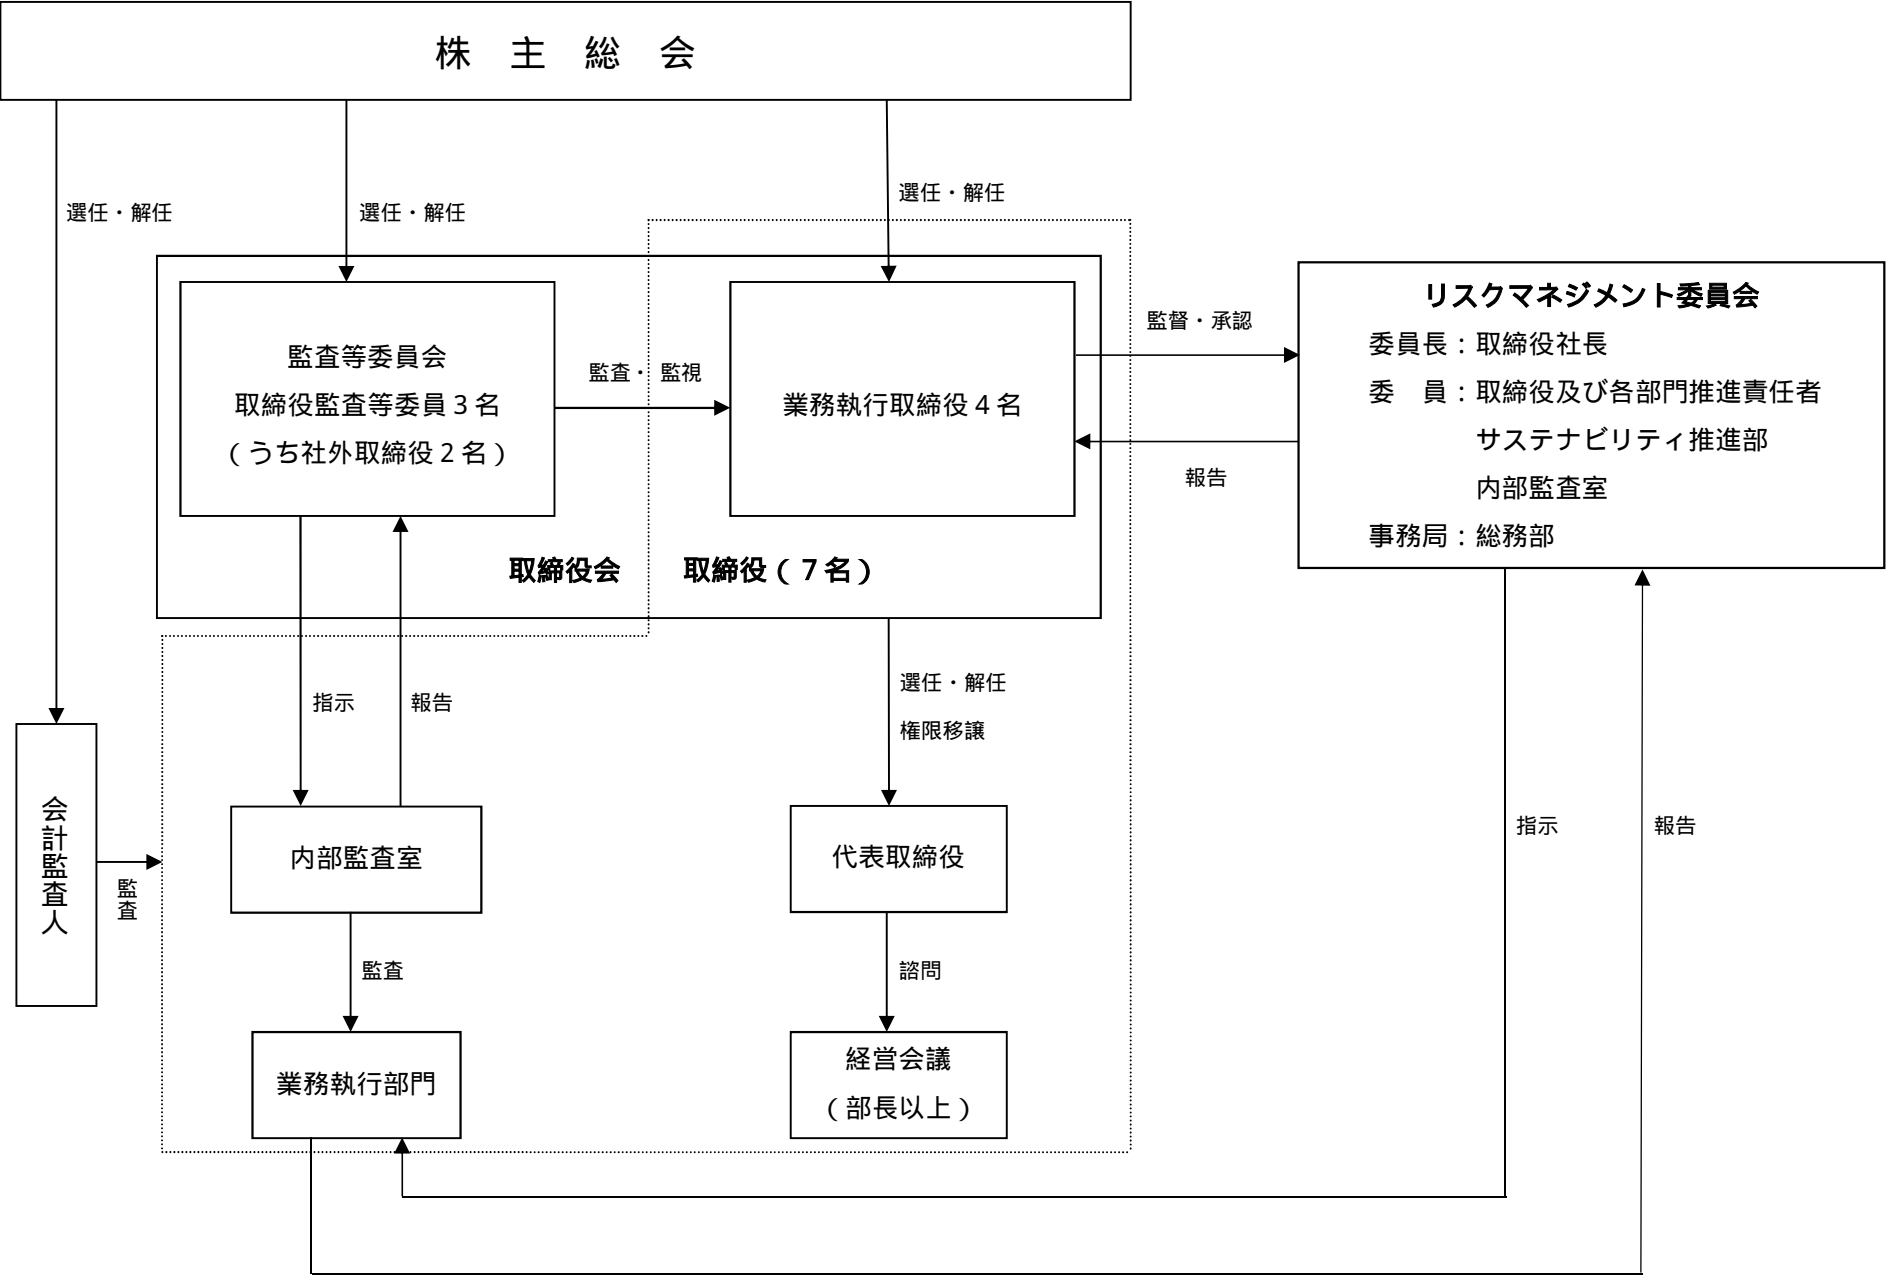 株　主　総　会
選任・解任
選任・解任
選任・解任
監査等委員会
取締役監査等委員３名
（うち社外取締役２名）
監査・ 監視
業務執行取締役４名
取締役会　　取締役（７名）
監督・承認
報告
リスクマネジメント委員会
委員長：取締役社長
委　員：取締役及び各部門推進責任者
サステナビリティ推進部
内部監査室
事務局：総務部
指示
報告
選任・解任
権限移譲
会計監査人
監査
内部監査室
代表取締役
指示
報告
監査
諮問
業務執行部門
経営会議
（部長以上）